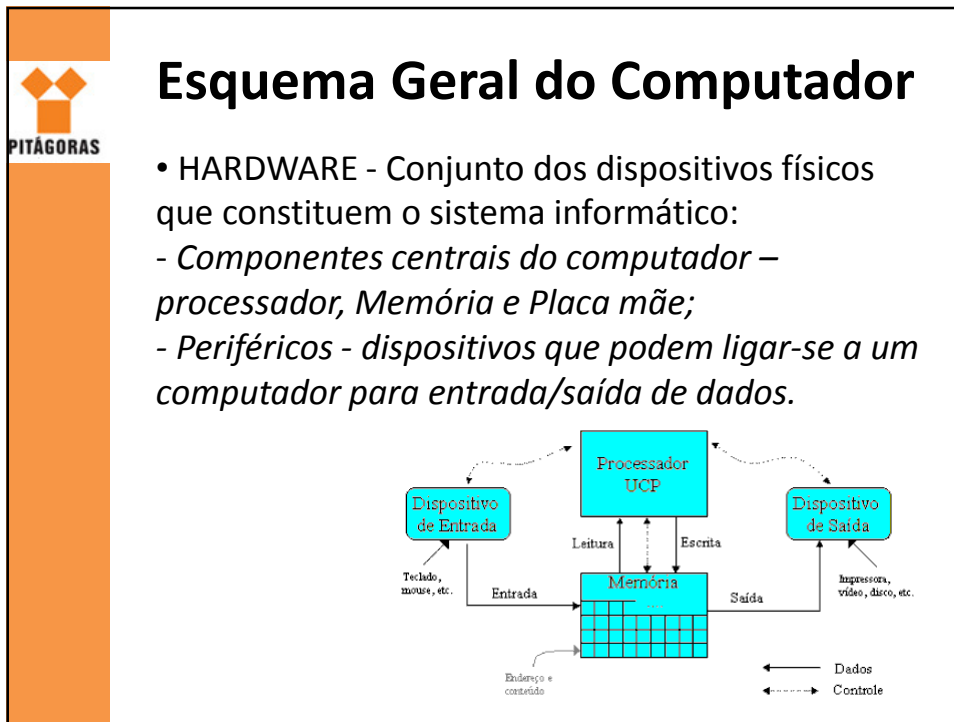 Esquema Geral do Computador
PITÁGORAS
• HARDWARE - Conjunto dos dispositivos físicos
que constituem o sistema informático:
- Componentes centrais do computador –
processador, Memória e Placa mãe;
- Periféricos - dispositivos que podem ligar-se a um
computador para entrada/saída de dados.
Processador
UCP
Dispositivo
de Entrada
Dispositivo
de Saída
Leitura
Escrita
Teclado,
mouse, etc.
Entrada
Memória
Saída
Impressora,
vídeo, disco, etc.
Endereço e
conteúdo
Dados
Controle